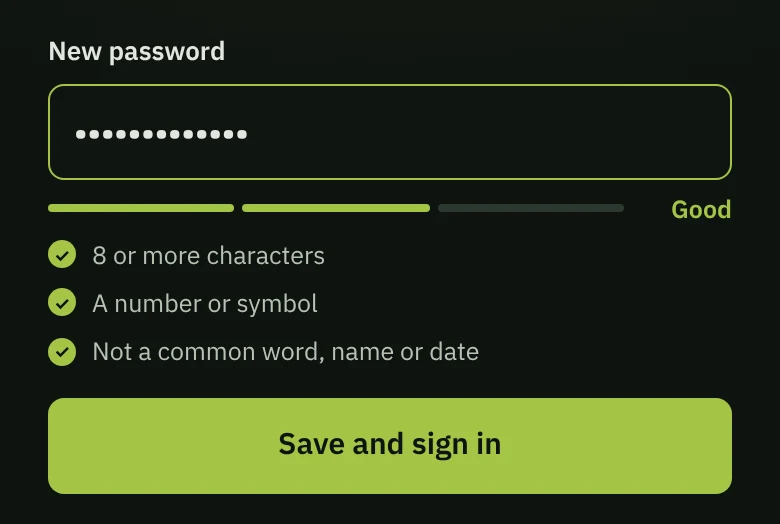 New password
•••••••••••••
Good
8 or more characters
A number or symbol
Not a common word, name or date
Save and sign in